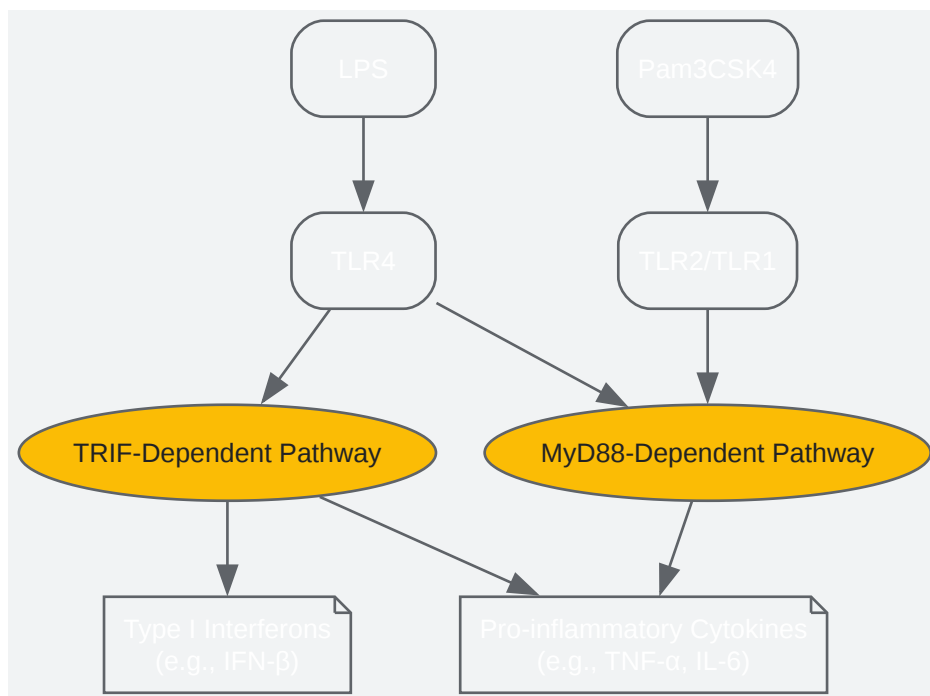 LPS
Pam3CSK4
TLR4
TLR2/TLR1
TRIF-Dependent Pathway
MyD88-Dependent Pathway
Type I Interferons
(e.g., IFN-β)
Pro-inflammatory Cytokines
(e.g., TNF-α, IL-6)